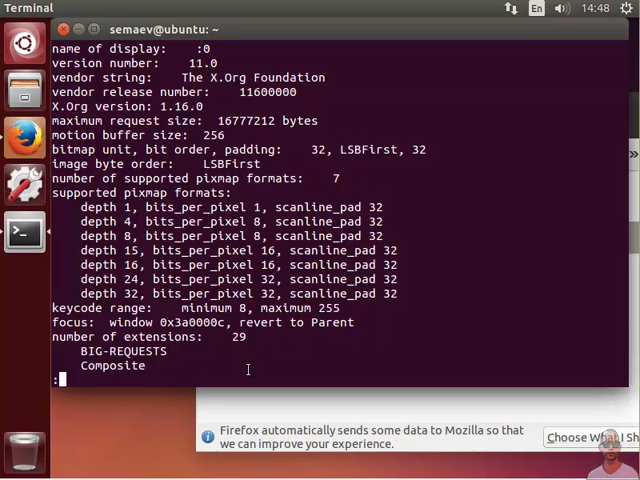 Terminal
En
14:48
semaev@ubuntu: ~
name of display:    :0
version number:    11.0
vendor string:    The X.Org Foundation
vendor release number:    11600000
X.Org version: 1.16.0
maximum request size:  16777212 bytes
motion buffer size:  256
bitmap unit, bit order, padding:    32, LSBFirst, 32
image byte order:    LSBFirst
number of supported pixmap formats:    7
supported pixmap formats:
    depth 1, bits_per_pixel 1, scanline_pad 32
    depth 4, bits_per_pixel 8, scanline_pad 32
    depth 8, bits_per_pixel 8, scanline_pad 32
    depth 15, bits_per_pixel 16, scanline_pad 32
    depth 16, bits_per_pixel 16, scanline_pad 32
    depth 24, bits_per_pixel 32, scanline_pad 32
    depth 32, bits_per_pixel 32, scanline_pad 32
keycode range:    minimum 8, maximum 255
focus:  window 0x3a0000c, revert to Parent
number of extensions:    29
    BIG-REQUESTS
    Composite
:
Firefox automatically sends some data to Mozilla so that
we can improve your experience.
Choose What I Sh